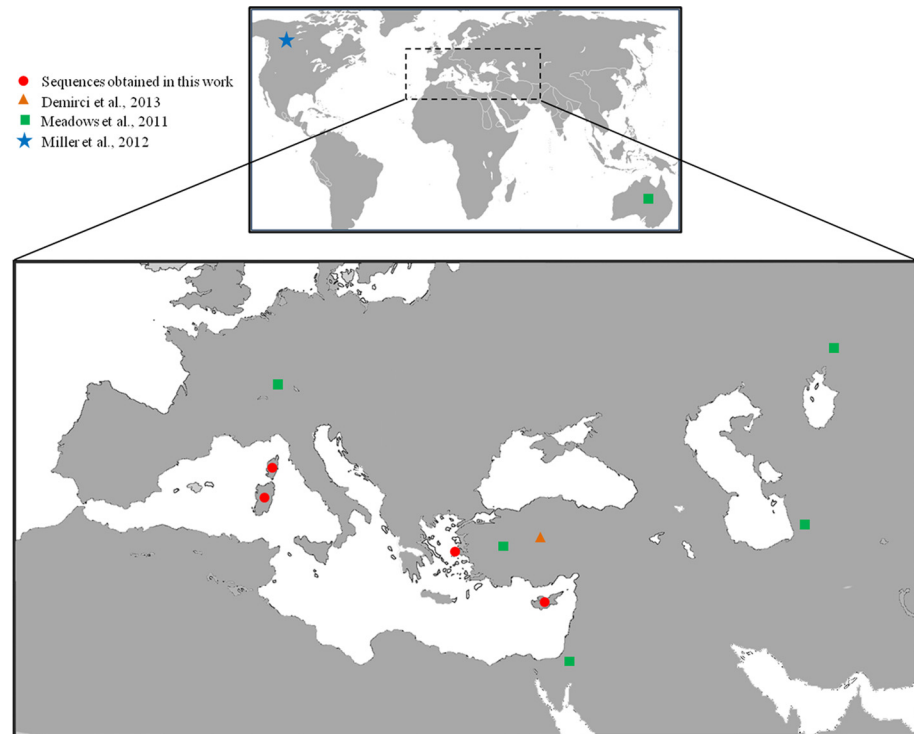 Sequences obtained in this work
Demirci et al., 2013
Meadows et al., 2011
Miller et al., 2012